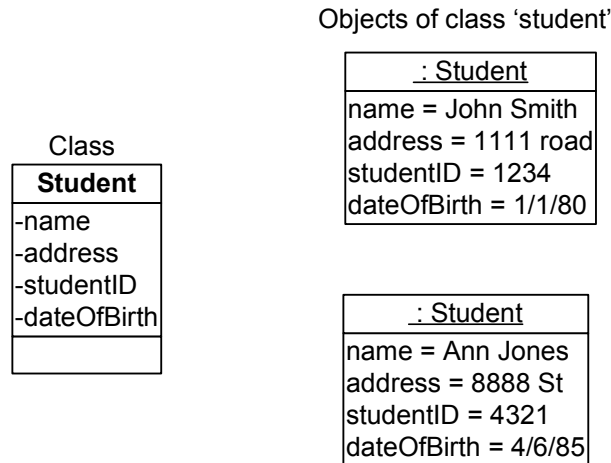 Objects of class ‘student’
: Student
name = John Smith
address = 1111 road
studentID = 1234
dateOfBirth = 1/1/80
Class
Student
-name
-address
-studentID
-dateOfBirth
: Student
name = Ann Jones
address = 8888 St
studentID = 4321
dateOfBirth = 4/6/85